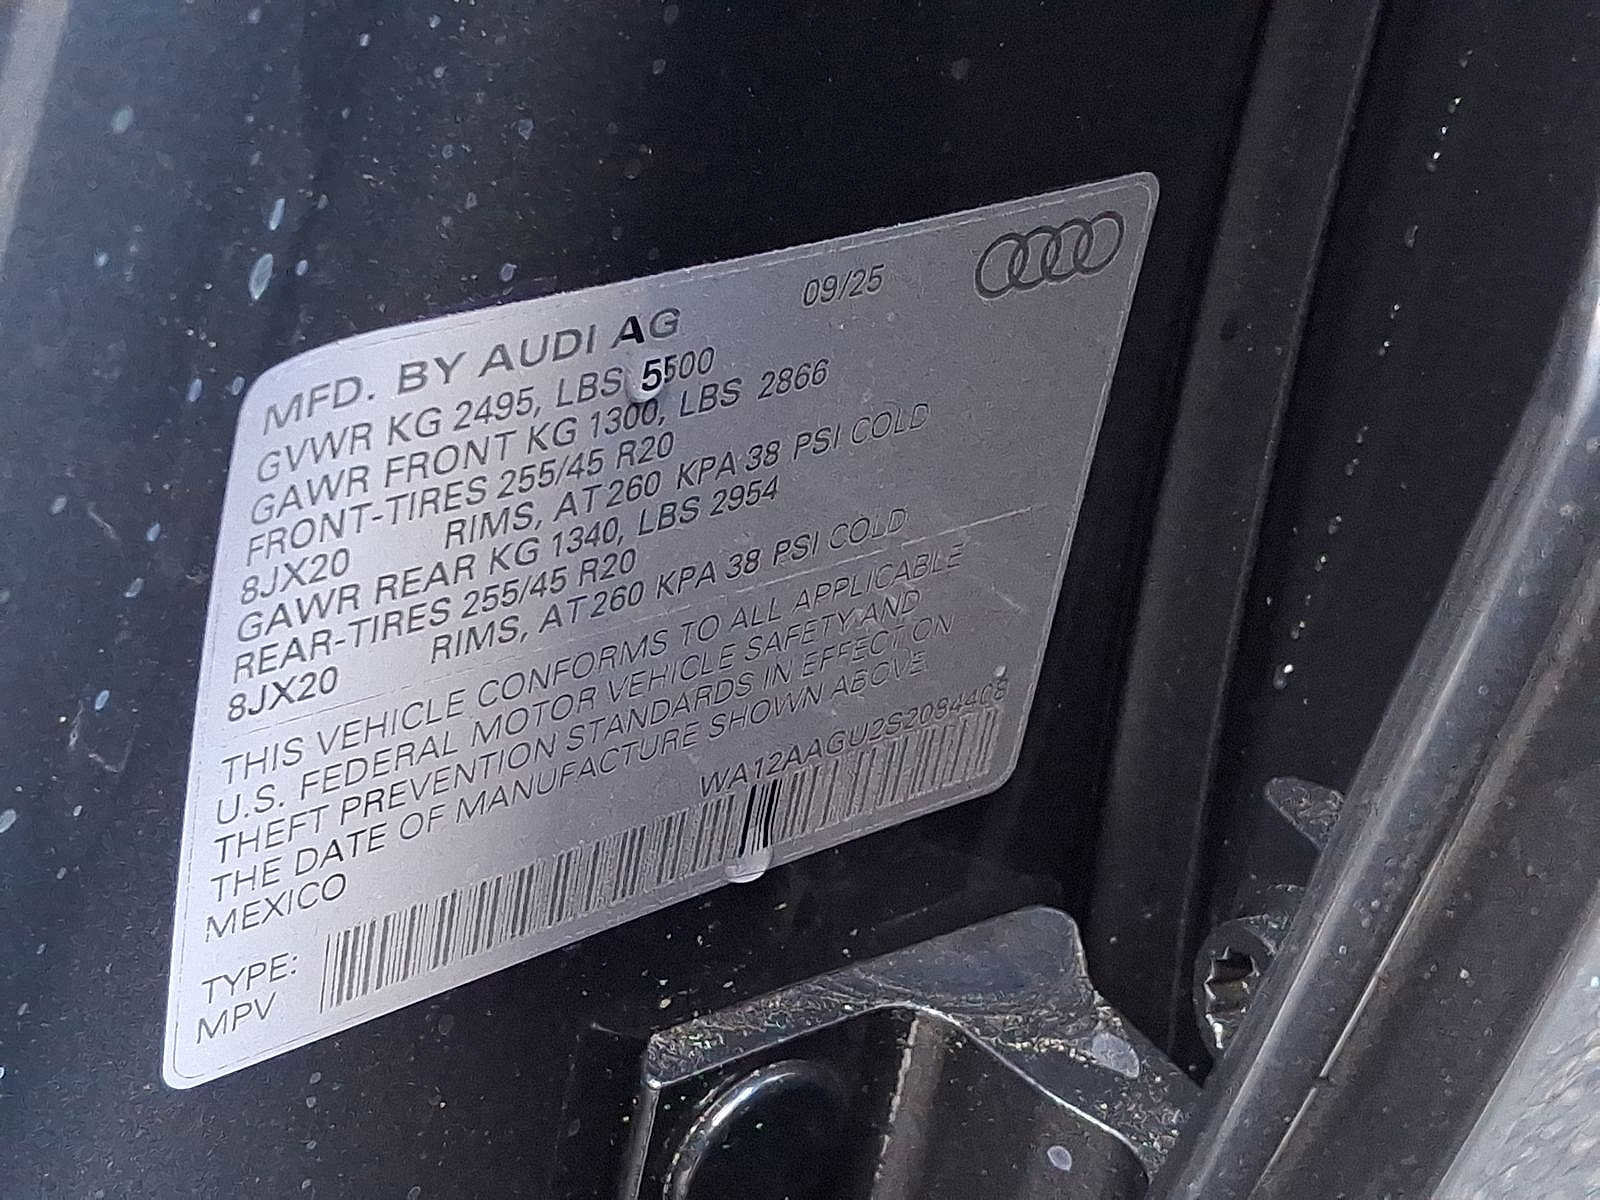 09/25
MFD. BY AUDI AG
GVWR KG 2495, LBS 5500
GAWR FRONT KG 1300, LBS 2866
FRONT-TIRES 255/45 R20
8JX20 RIMS, AT 260 KPA 38 PSI COLD
GAWR REAR KG 1340, LBS 2954
REAR-TIRES 255/45 R20
8JX20 RIMS, AT 260 KPA 38 PSI COLD
THIS VEHICLE CONFORMS TO ALL APPLICABLE
U.S. FEDERAL MOTOR VEHICLE SAFETY AND
THEFT PREVENTION STANDARDS IN EFFECT ON
THE DATE OF MANUFACTURE SHOWN ABOVE.
MEXICO
WA12AAGU2S2084408
TYPE:
MPV